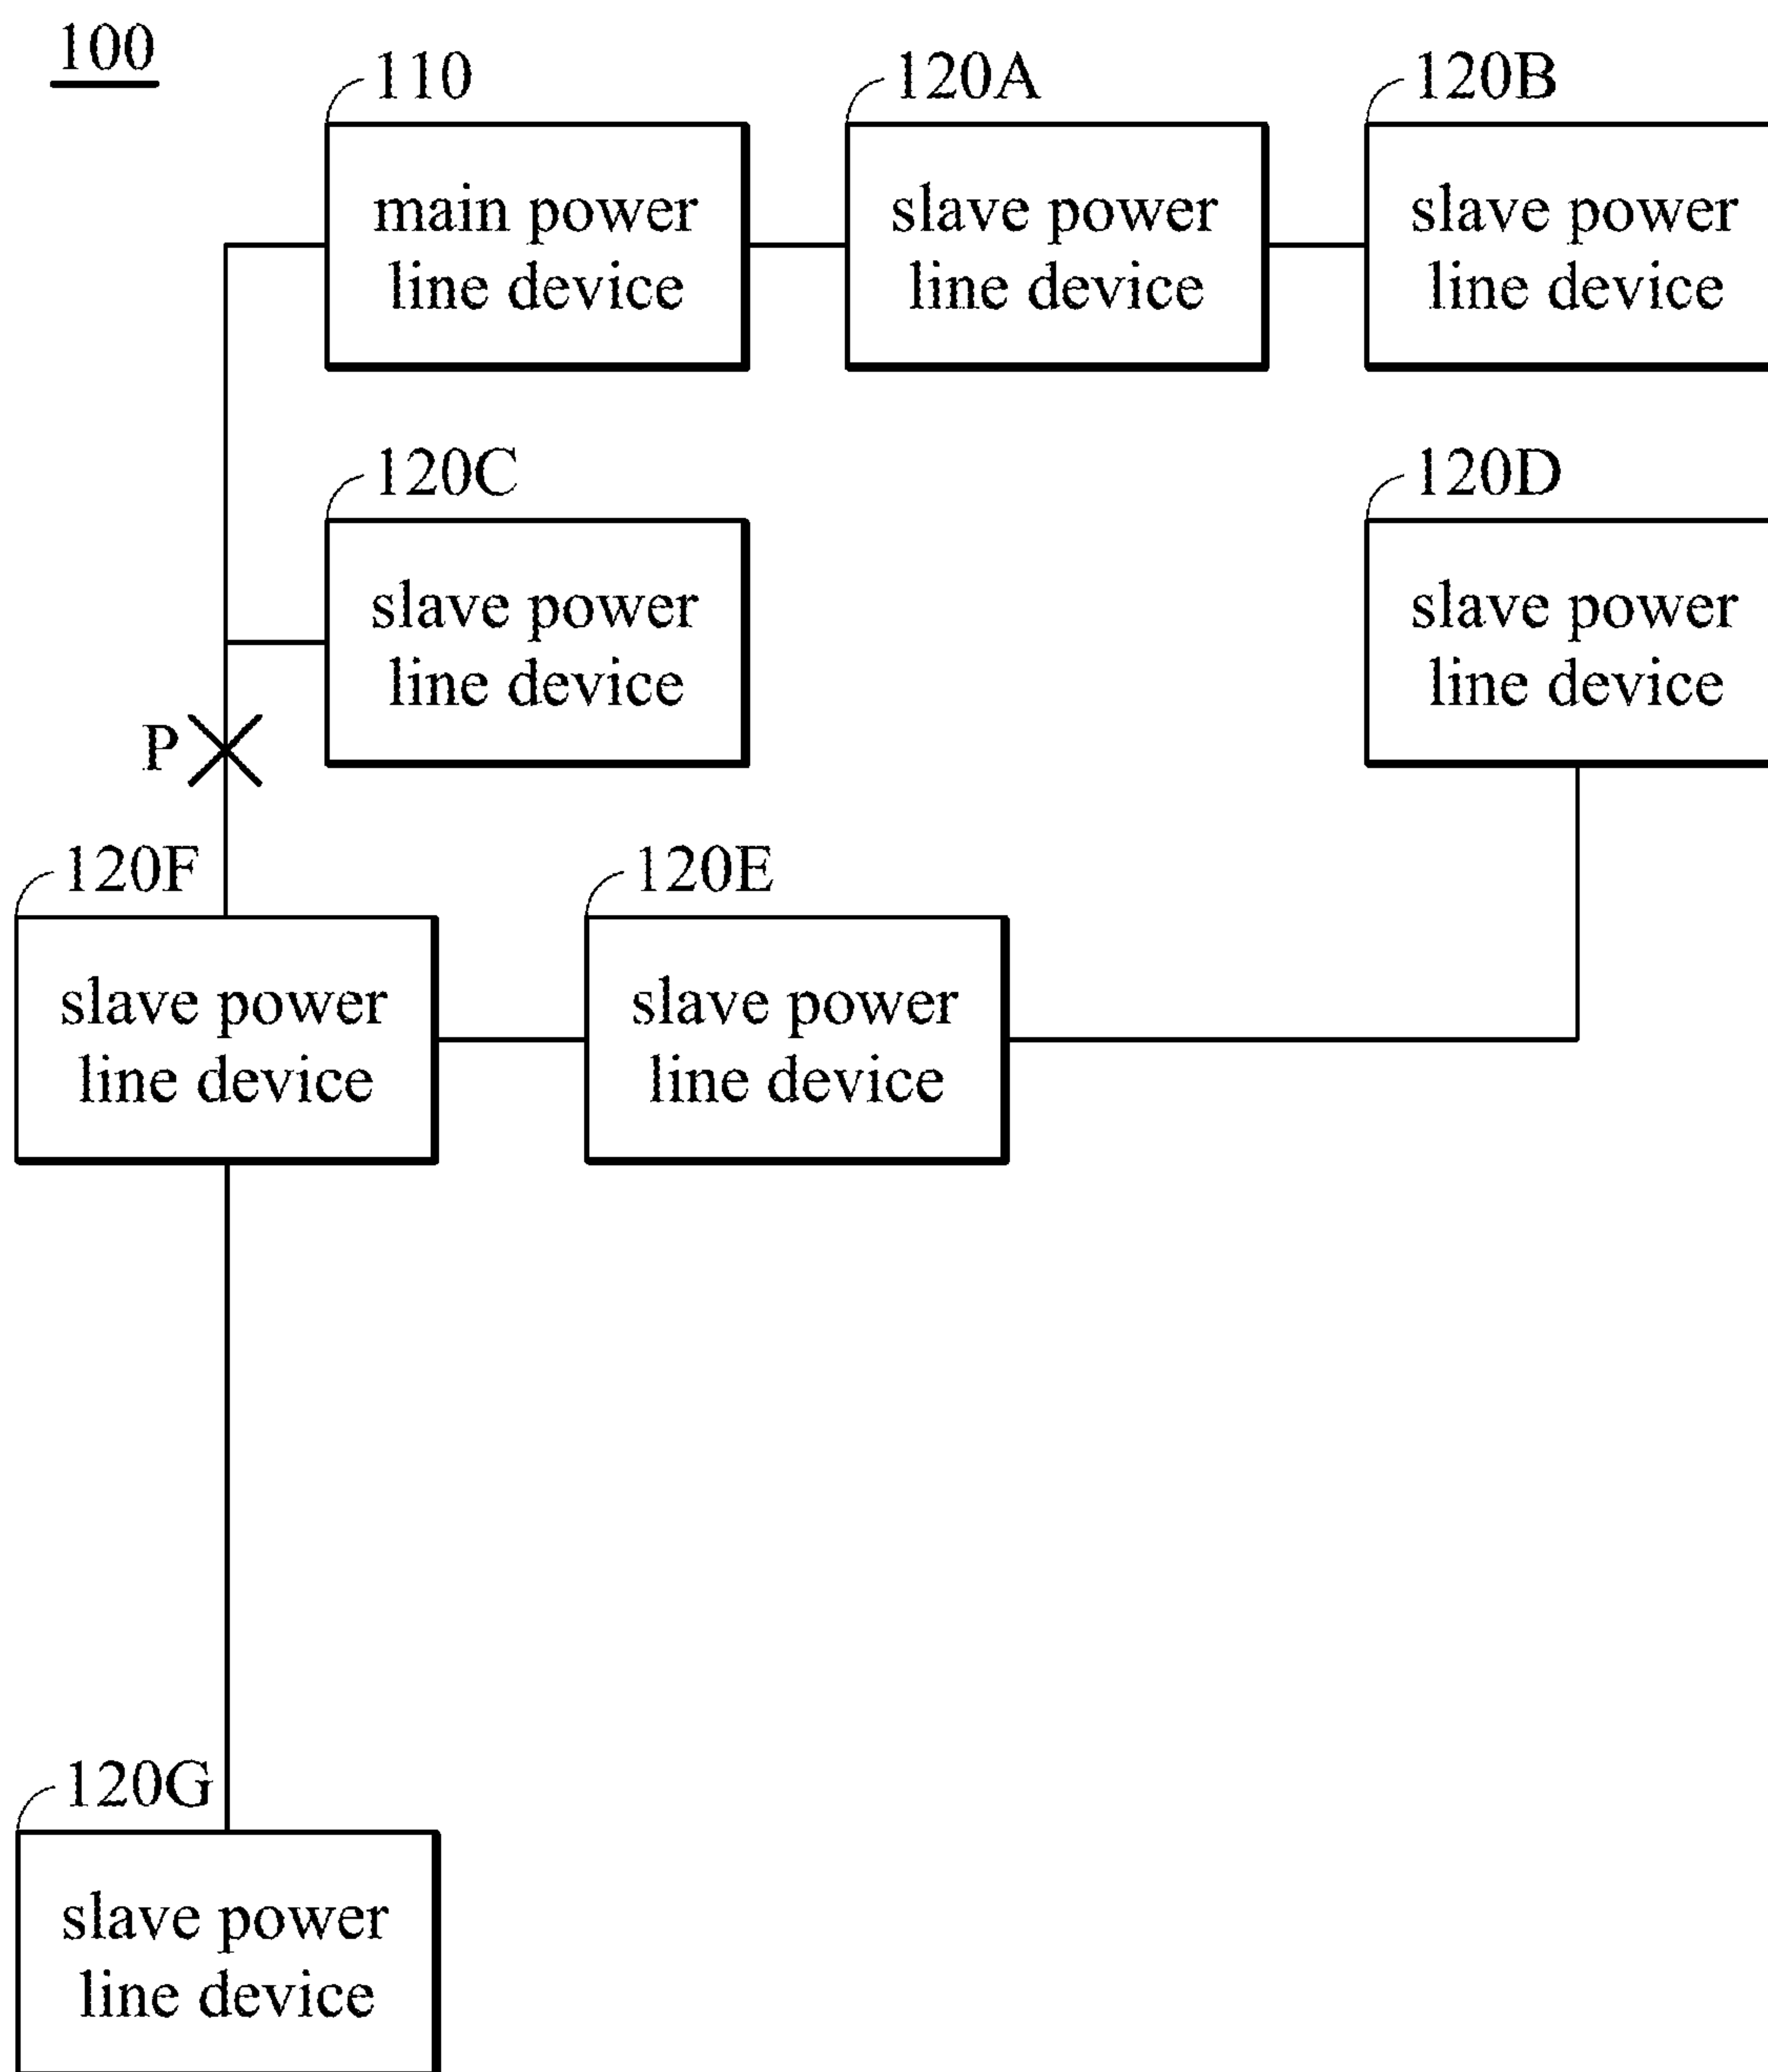 100
110
main power
line device
120A
slave power
line device
120B
slave power
line device
120C
slave power
line device
120D
slave power
line device
P
120F
slave power
line device
120E
slave power
line device
120G
slave power
line device